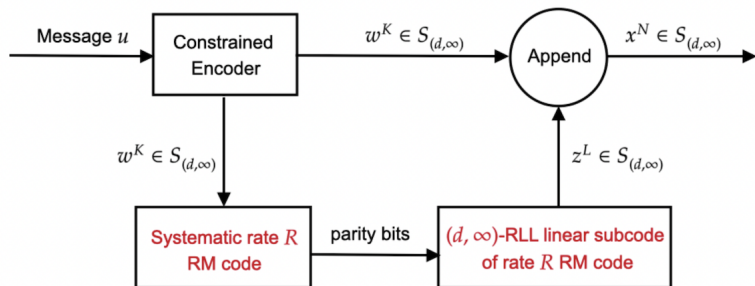 Message u
Constrained
Encoder
w^K ∈ S_(d,∞)
Append
x^N ∈ S_(d,∞)
w^K ∈ S_(d,∞)
z^L ∈ S_(d,∞)
Systematic rate R
RM code
parity bits
(d, ∞)-RLL linear subcode
of rate R RM code